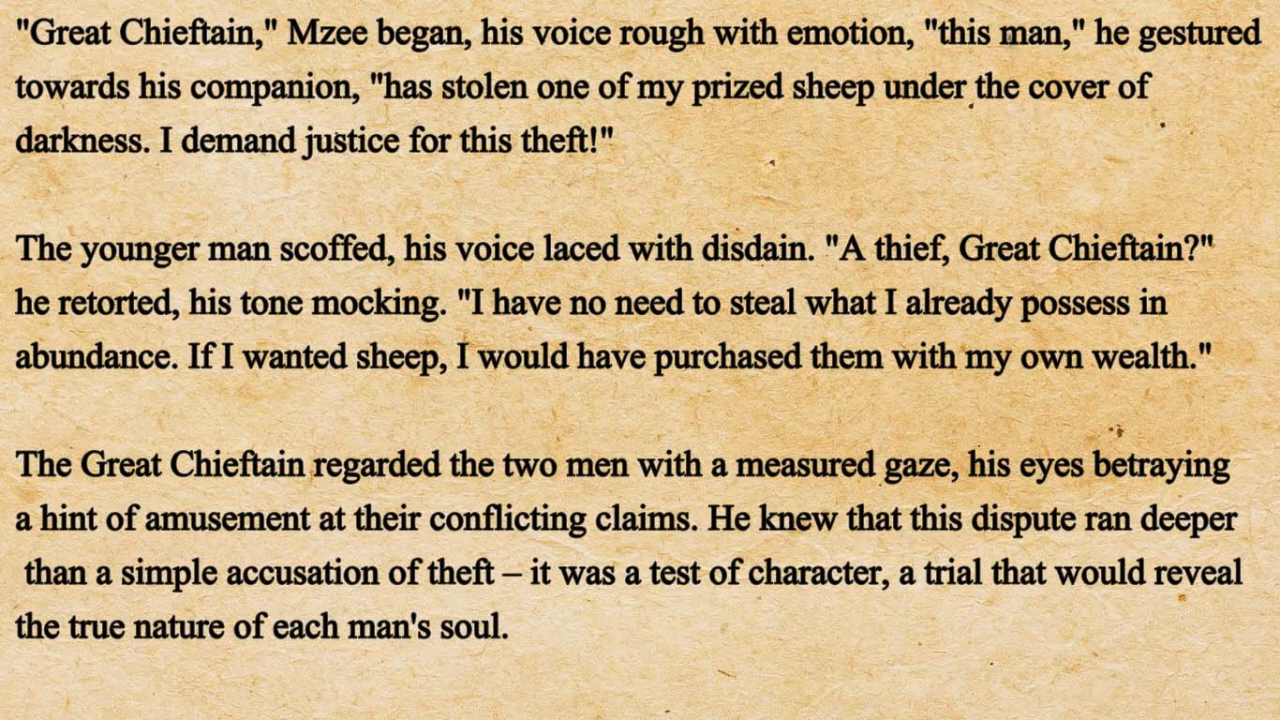 "Great Chieftain," Mzee began, his voice rough with emotion, "this man," he gestured
towards his companion, "has stolen one of my prized sheep under the cover of
darkness. I demand justice for this theft!"
The younger man scoffed, his voice laced with disdain. "A thief, Great Chieftain?"
he retorted, his tone mocking. "I have no need to steal what I already possess in
abundance. If I wanted sheep, I would have purchased them with my own wealth."
The Great Chieftain regarded the two men with a measured gaze, his eyes betraying
a hint of amusement at their conflicting claims. He knew that this dispute ran deeper
than a simple accusation of theft – it was a test of character, a trial that would reveal
the true nature of each man's soul.